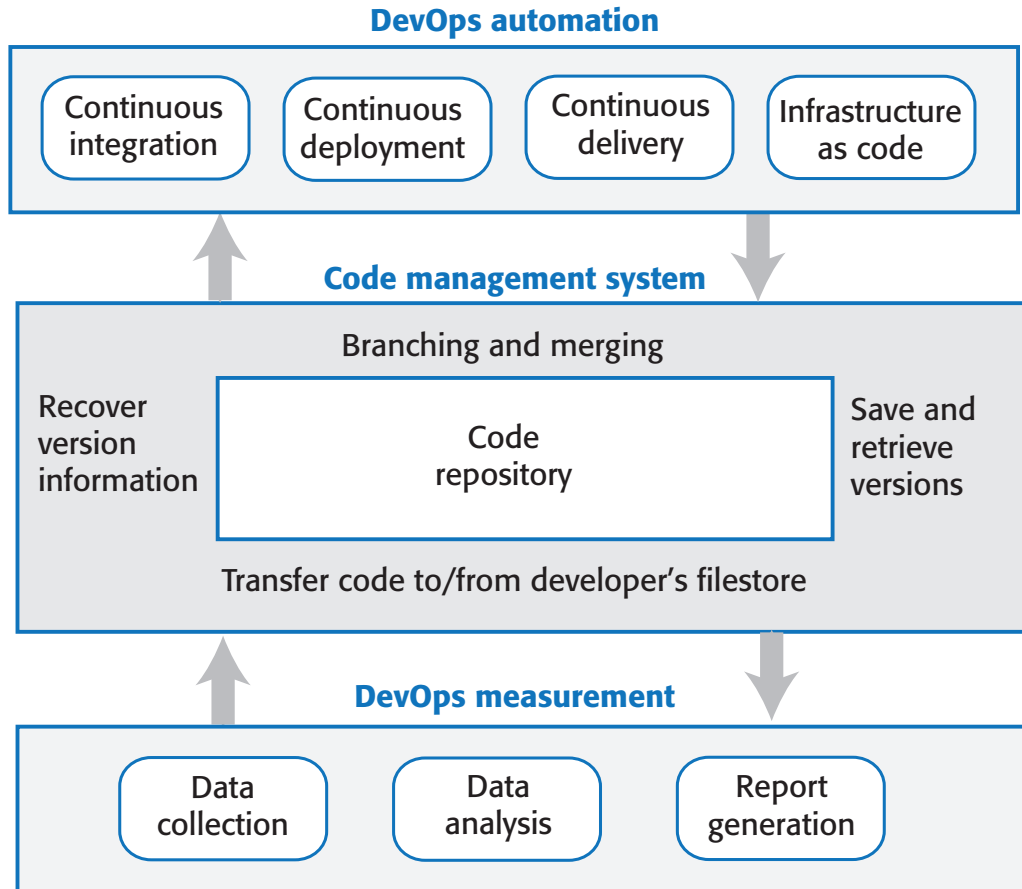 DevOps automation
Continuous
integration
Continuous
deployment
Continuous
delivery
Infrastructure
as code
Code management system
Branching and merging
Recover
version
information
Code
repository
Save and
retrieve
versions
Transfer code to/from developer’s filestore
DevOps measurement
Data
collection
Data
analysis
Report
generation